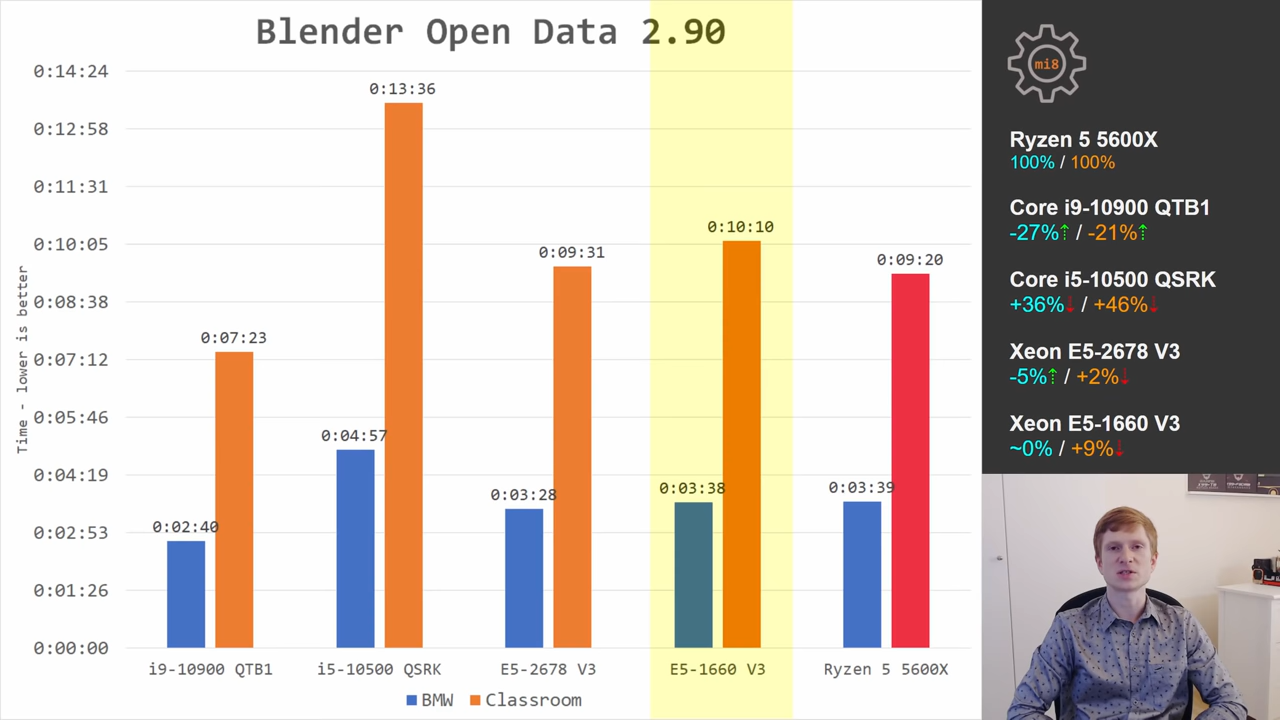 Blender Open Data 2.90
Time - lower is better
0:14:24
0:12:58
0:11:31
0:10:05
0:08:38
0:07:12
0:05:46
0:04:19
0:02:53
0:01:26
0:00:00
0:02:40
0:07:23
0:04:57
0:13:36
0:03:28
0:09:31
0:03:38
0:10:10
0:03:39
0:09:20
i9-10900 QTB1
i5-10500 QSRK
E5-2678 V3
E5-1660 V3
Ryzen 5 5600X
BMW
Classroom
mi8
Ryzen 5 5600X
100% / 100%
Core i9-10900 QTB1
-27%⇡ / -21%⇡
Core i5-10500 QSRK
+36%↓ / +46%↓
Xeon E5-2678 V3
-5%⇡ / +2%↓
Xeon E5-1660 V3
~0% / +9%↓